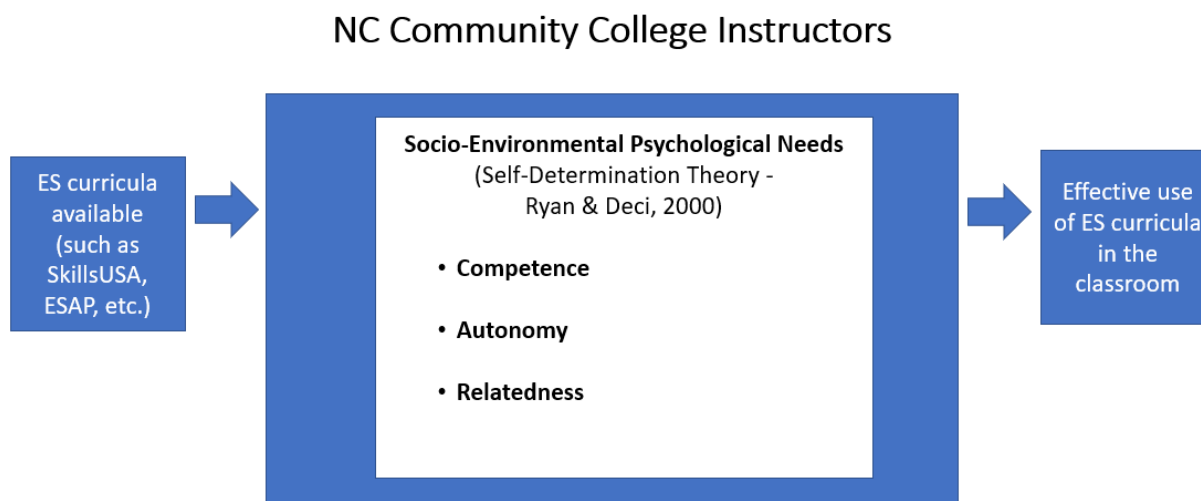 NC Community College Instructors
ES curricula
available
(such as
SkillsUSA,
ESAP, etc.)
Socio-Environmental Psychological Needs
(Self-Determination Theory -
Ryan & Deci, 2000)
• Competence
• Autonomy
• Relatedness
Effective use
of ES curricula
in the
classroom